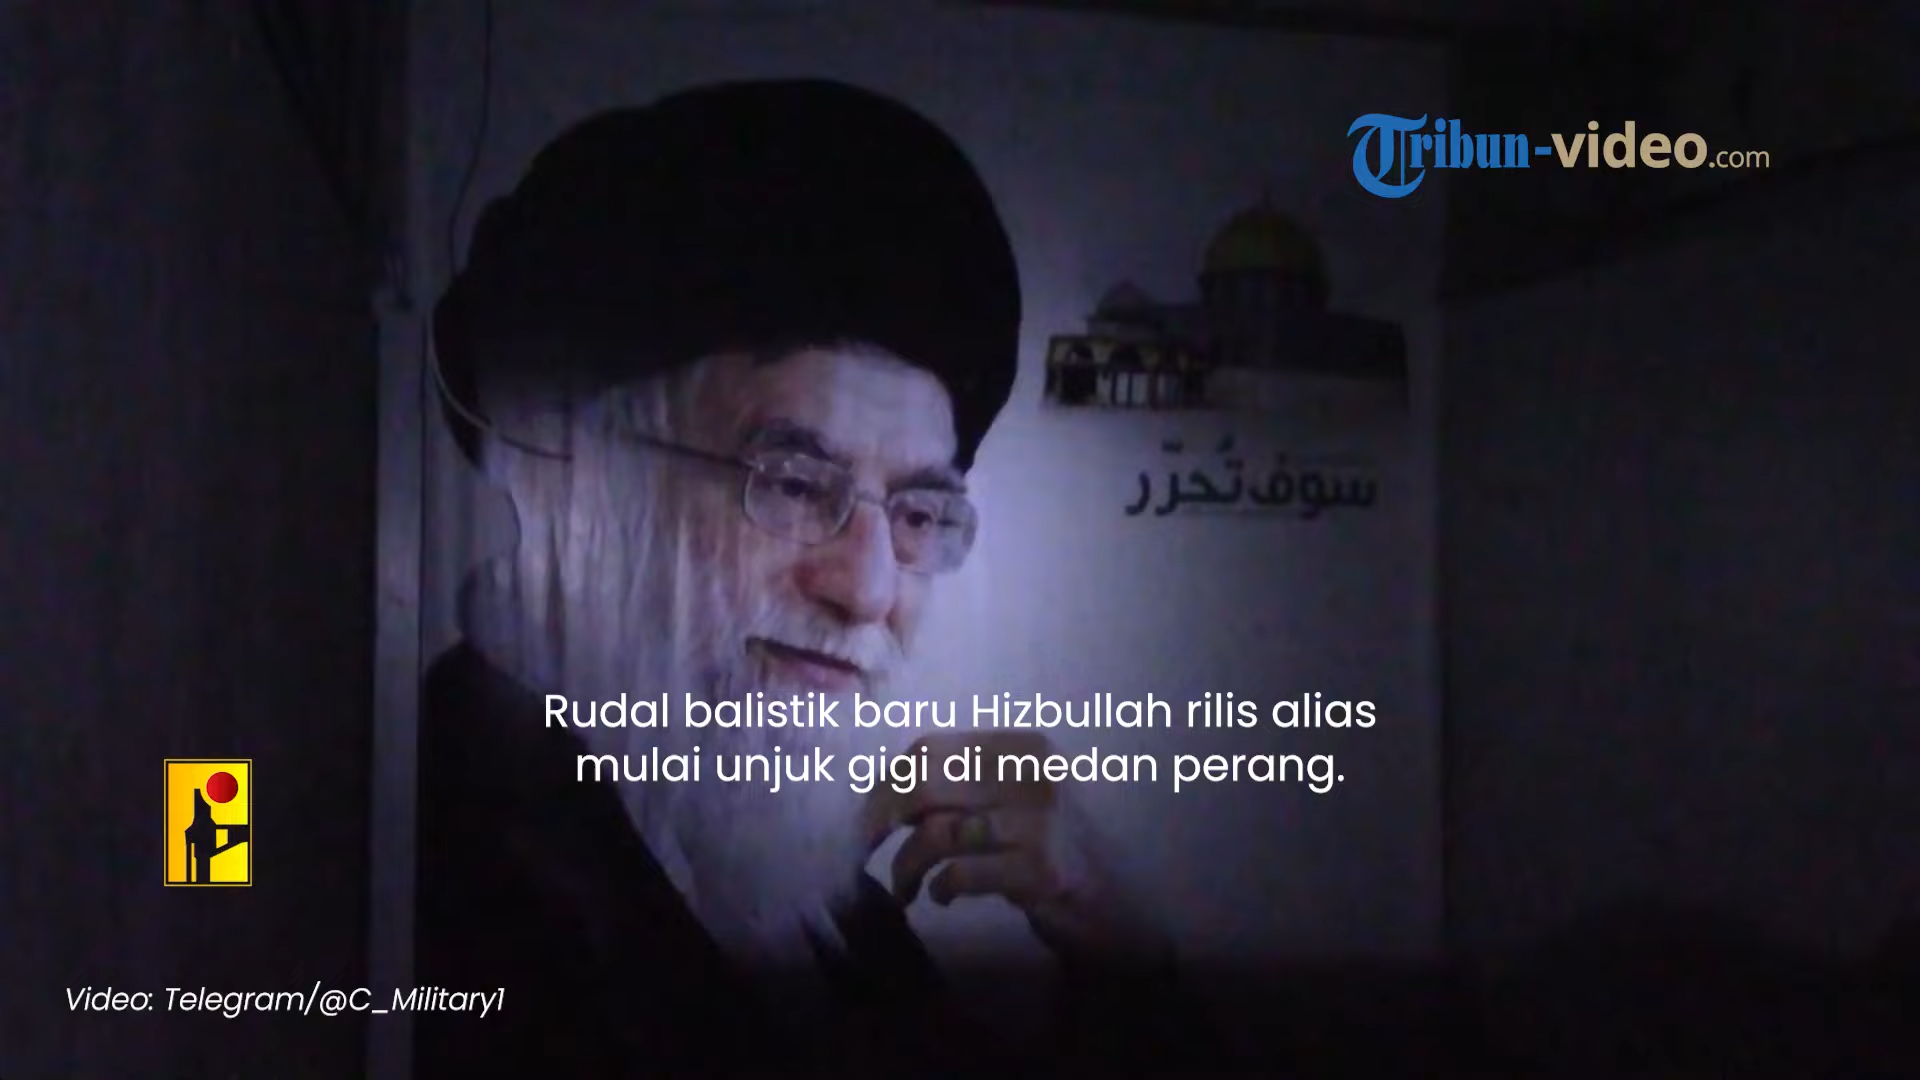 Tribun-video.com
سوف تُحرّر
Rudal balistik baru Hizbullah rilis alias
mulai unjuk gigi di medan perang.
Video: Telegram/@C_Military1